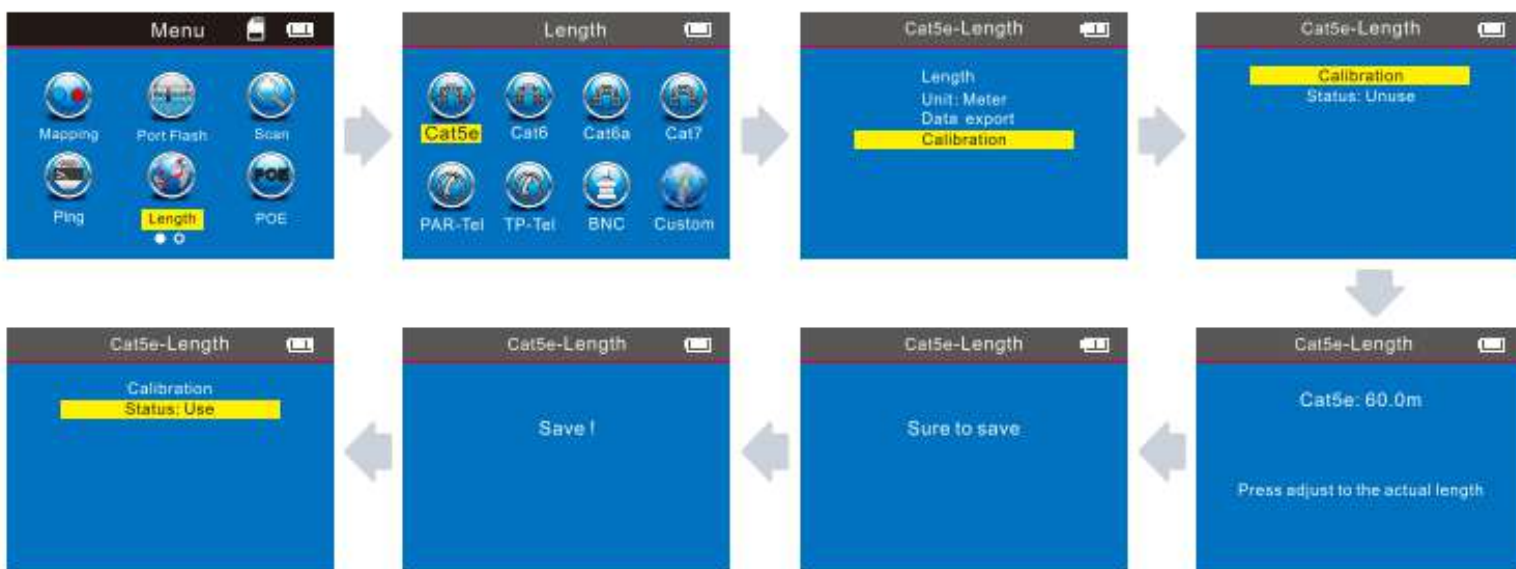 Menu
Mapping Port Flash Scan
Ping Length POE
Length
Cat5e Cat6 Cat6a Cat7
PAR-Tel TP-Tel BNC Custom
Cat5e-Length
Length
Unit: Meter
Data export
Calibration
Cat5e-Length
Calibration
Status: Unuse
Cat5e-Length
Cat5e: 60.0m
Press adjust to the actual length
Cat5e-Length
Sure to save
Cat5e-Length
Save !
Cat5e-Length
Calibration
Status: Use